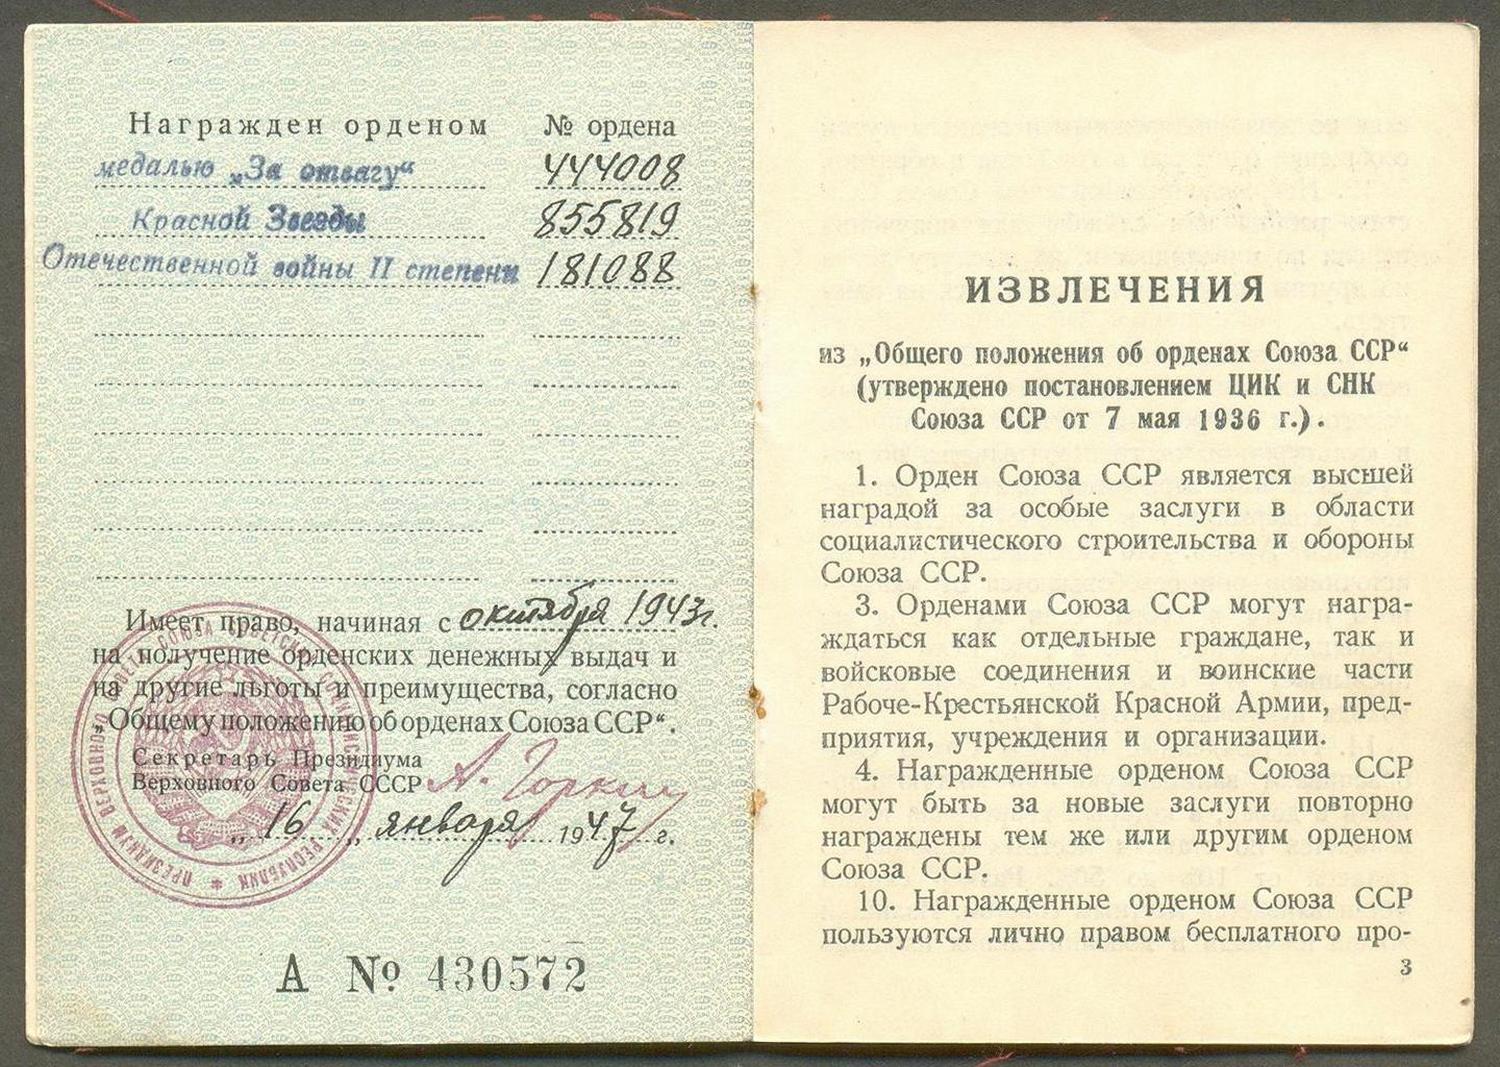 Награжден орденом № ордена
медалью „За отвагу“ 444008
Красной Звезды 855819
Отечественной войны II степени 181088
Имеет право, начиная с октября 1943г.
на получение орденских денежных выдач и
на другие льготы и преимущества, согласно
„Общему положению об орденах Союза ССР“.
Секретарь Президиума
Верховного Совета СССР А. Горкин
„16„ января 1947 г.
А № 430572
ИЗВЛЕЧЕНИЯ
из „Общего положения об орденах Союза ССР“
(утверждено постановлением ЦИК и СНК
Союза ССР от 7 мая 1936 г.).
1. Орден Союза ССР является высшей
наградой за особые заслуги в области
социалистического строительства и обороны
Союза ССР.
3. Орденами Союза ССР могут награ-
ждаться как отдельные граждане, так и
войсковые соединения и воинские части
Рабоче-Крестьянской Красной Армии, пред-
приятия, учреждения и организации.
4. Награжденные орденом Союза ССР
могут быть за новые заслуги повторно
награждены тем же или другим орденом
Союза ССР.
10. Награжденные орденом Союза ССР
пользуются лично правом бесплатного про-
3